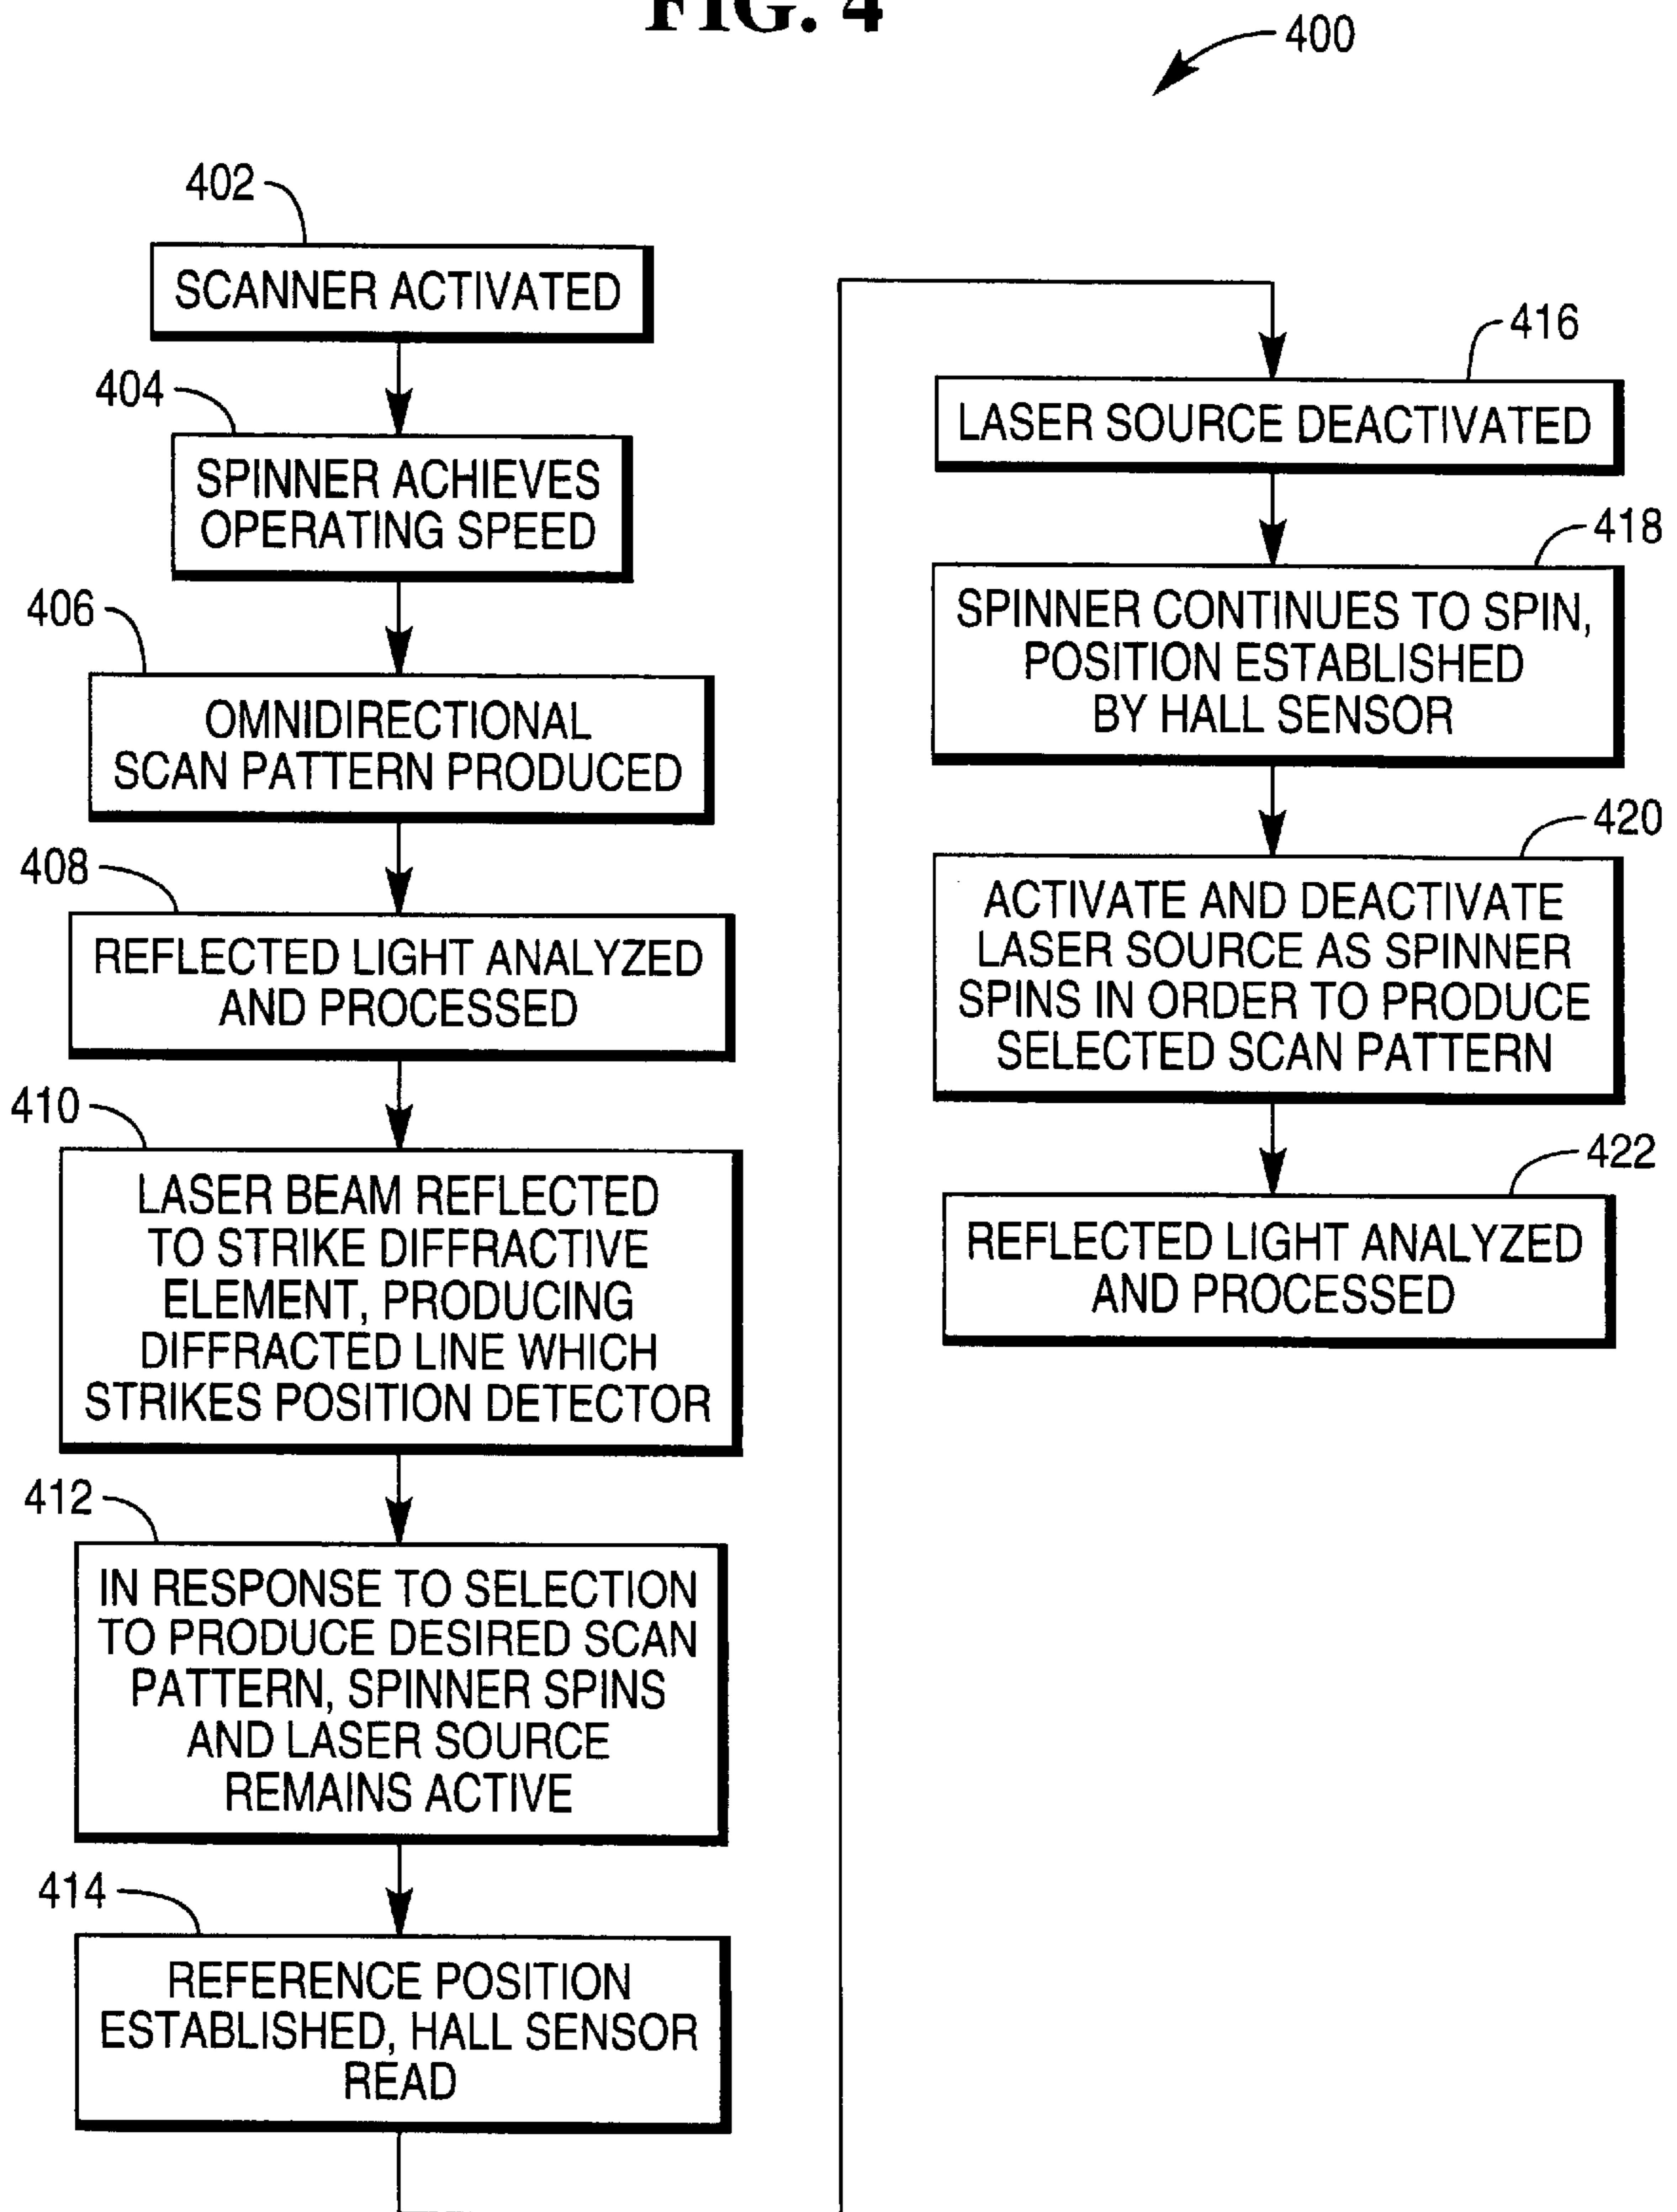 FIG. 4
400
402
SCANNER ACTIVATED
404
SPINNER ACHIEVES
OPERATING SPEED
406
OMNIDIRECTIONAL
SCAN PATTERN PRODUCED
408
REFLECTED LIGHT ANALYZED
AND PROCESSED
410
LASER BEAM REFLECTED
TO STRIKE DIFFRACTIVE
ELEMENT, PRODUCING
DIFFRACTED LINE WHICH
STRIKES POSITION DETECTOR
412
IN RESPONSE TO SELECTION
TO PRODUCE DESIRED SCAN
PATTERN, SPINNER SPINS
AND LASER SOURCE
REMAINS ACTIVE
414
REFERENCE POSITION
ESTABLISHED, HALL SENSOR
READ
416
LASER SOURCE DEACTIVATED
418
SPINNER CONTINUES TO SPIN,
POSITION ESTABLISHED
BY HALL SENSOR
420
ACTIVATE AND DEACTIVATE
LASER SOURCE AS SPINNER
SPINS IN ORDER TO PRODUCE
SELECTED SCAN PATTERN
422
REFLECTED LIGHT ANALYZED
AND PROCESSED